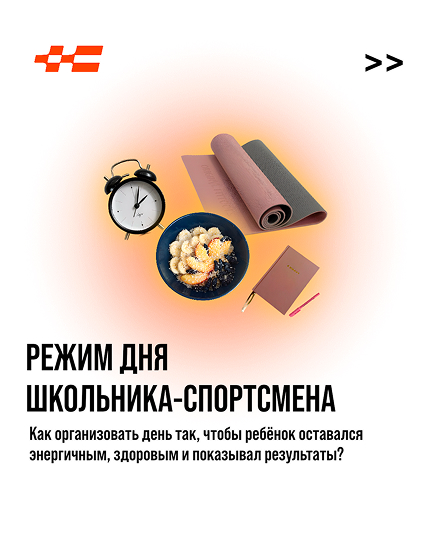 >>
РЕЖИМ ДНЯ
ШКОЛЬНИКА-СПОРТСМЕНА
Как организовать день так, чтобы ребёнок оставался
энергичным, здоровым и показывал результаты?